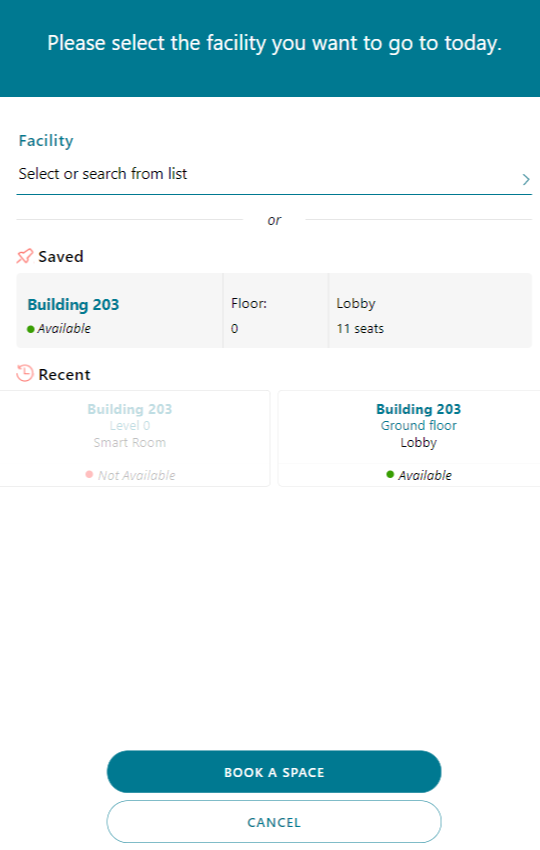 Please select the facility you want to go to today.
Facility
Select or search from list
or
Saved
Building 203
Available
Floor:
0
Lobby
11 seats
Recent
Building 203
Level 0
Smart Room
Not Available
Building 203
Ground floor
Lobby
Available
BOOK A SPACE
CANCEL